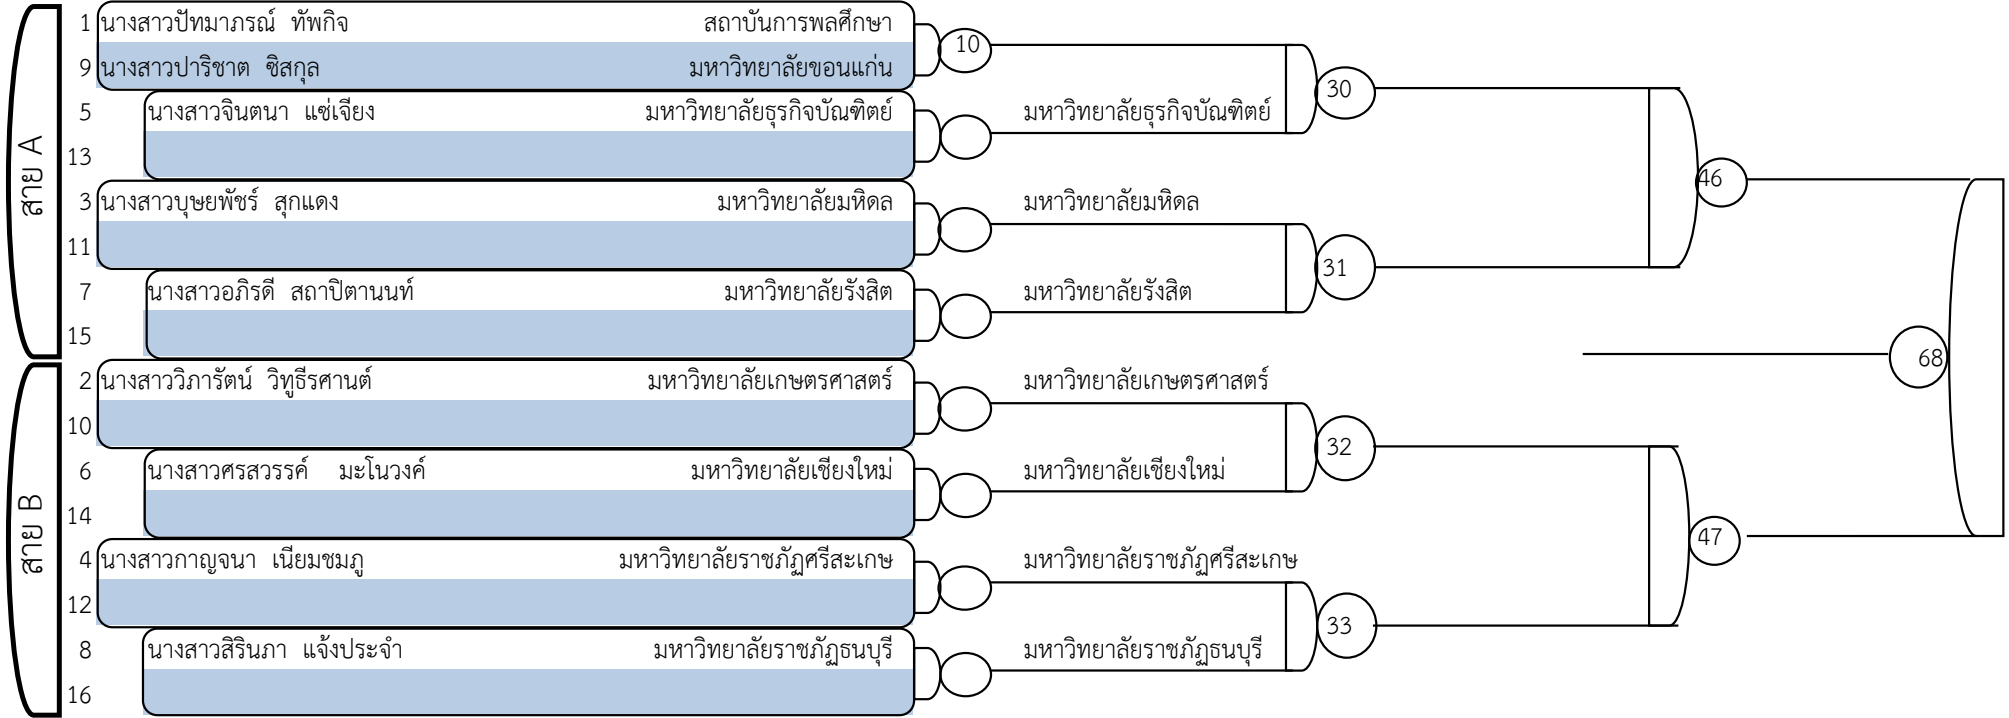 สาย A
1 นางสาวปัทมาภรณ์ ทัพกิจ สถาบันการพลศึกษา
10
9 นางสาวปาริชาต ซิสกุล มหาวิทยาลัยขอนแก่น
30
5 นางสาวจินตนา แซ่เจียง มหาวิทยาลัยธุรกิจบัณฑิตย์ มหาวิทยาลัยธุรกิจบัณฑิตย์
13
46
3 นางสาวบุษยพัชร์ สุกแดง มหาวิทยาลัยมหิดล มหาวิทยาลัยมหิดล
11
31
7 นางสาวอภิรดี สถาปิตานนท์ มหาวิทยาลัยรังสิต มหาวิทยาลัยรังสิต
15
68
สาย B
2 นางสาววิภารัตน์ วิทูธีรศานต์ มหาวิทยาลัยเกษตรศาสตร์ มหาวิทยาลัยเกษตรศาสตร์
10
32
6 นางสาวศรสวรรค์ มะโนวงค์ มหาวิทยาลัยเชียงใหม่ มหาวิทยาลัยเชียงใหม่
14
47
4 นางสาวกาญจนา เนียมชมภู มหาวิทยาลัยราชภัฏศรีสะเกษ มหาวิทยาลัยราชภัฏศรีสะเกษ
12
33
8 นางสาวสิรินภา แจ้งประจำ มหาวิทยาลัยราชภัฏธนบุรี มหาวิทยาลัยราชภัฏธนบุรี
16